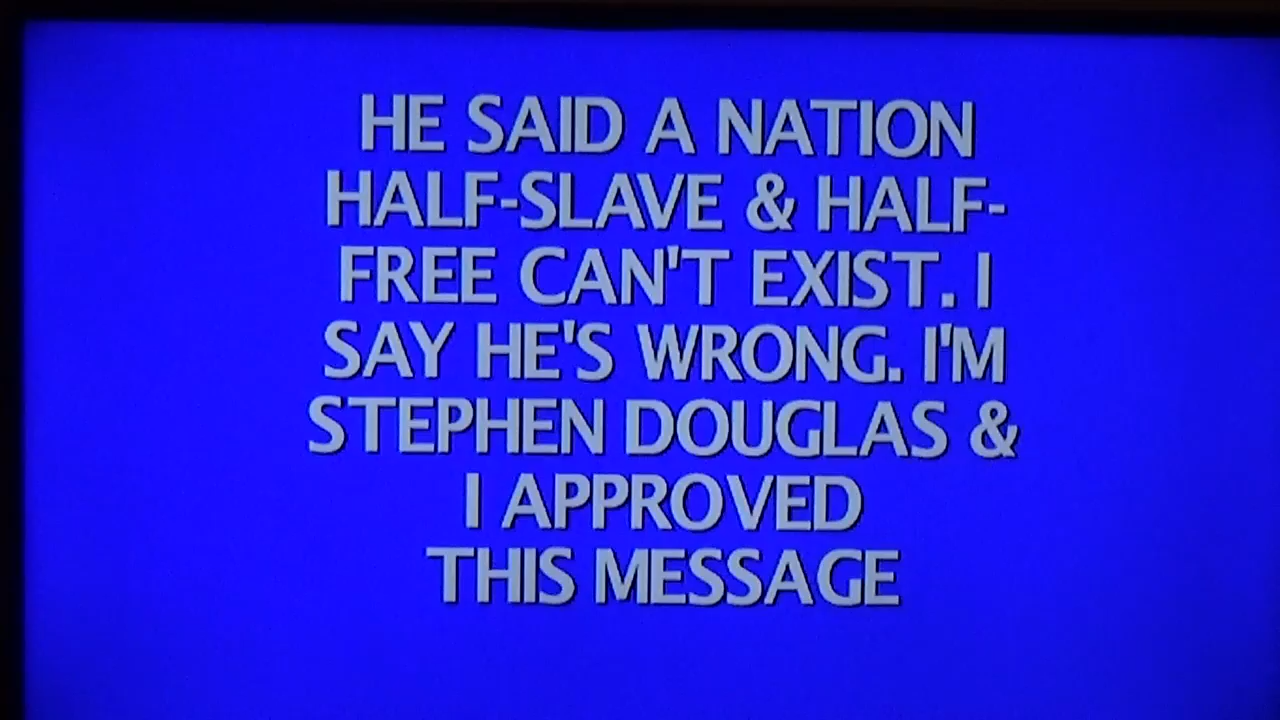 HE SAID A NATION
HALF-SLAVE & HALF-
FREE CAN'T EXIST. I
SAY HE'S WRONG. I'M
STEPHEN DOUGLAS &
I APPROVED
THIS MESSAGE